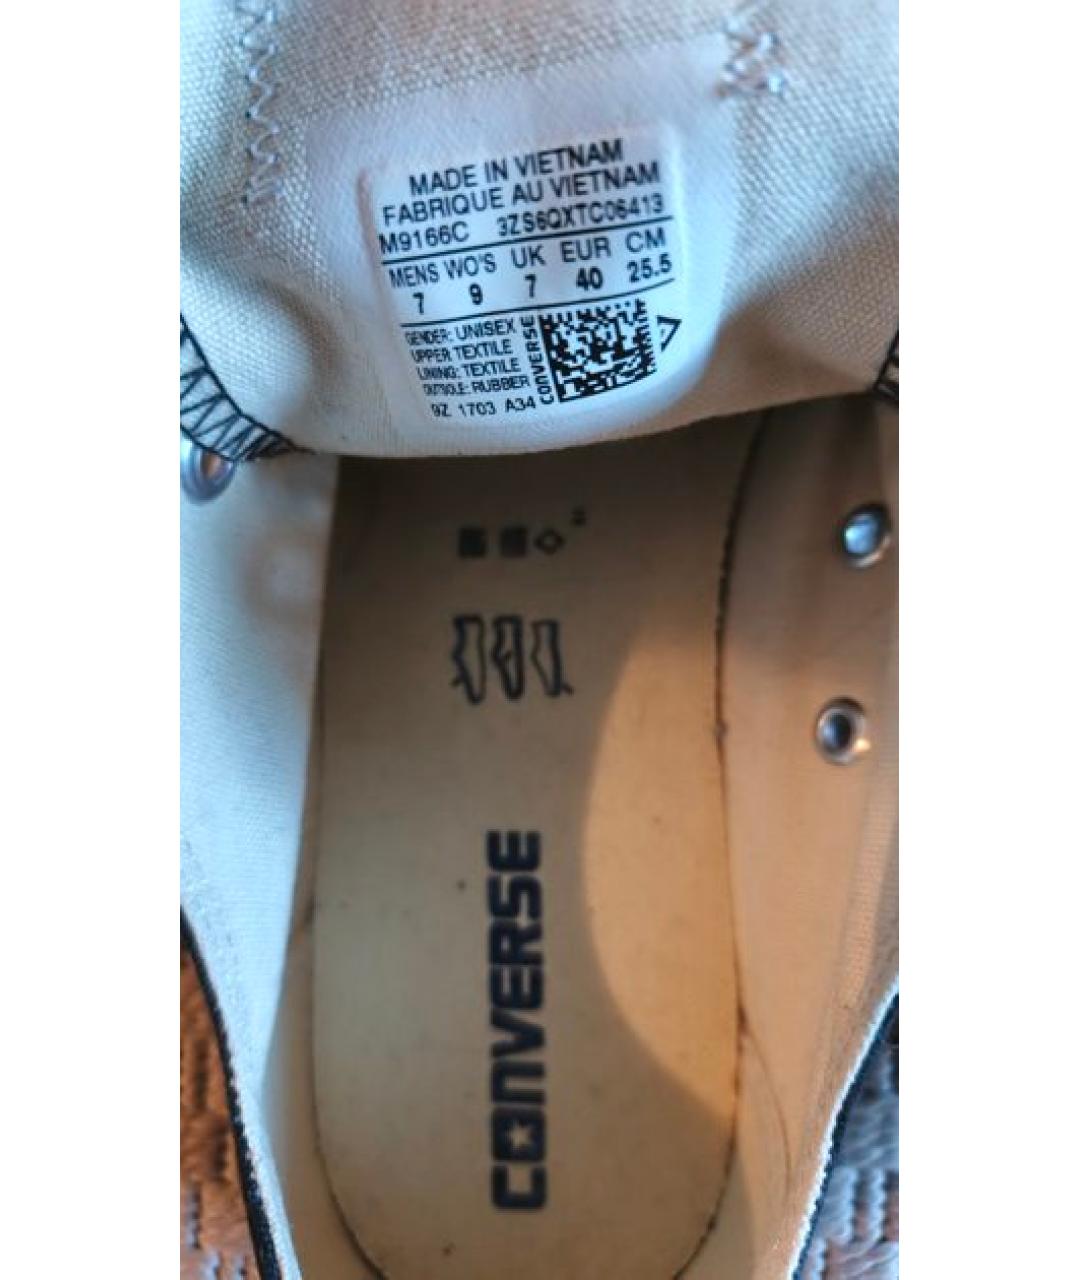 MADE IN VIETNAM
FABRIQUE AU VIETNAM
M9166C 3ZS6QXTC06413
MENS WO'S UK EUR CM
7 9 7 40 25.5
GENDER: UNISEX
UPPER TEXTILE
LINING: TEXTILE
OUTSOLE: RUBBER
CONVERSE
9Z 1703 A34
CONVERSE